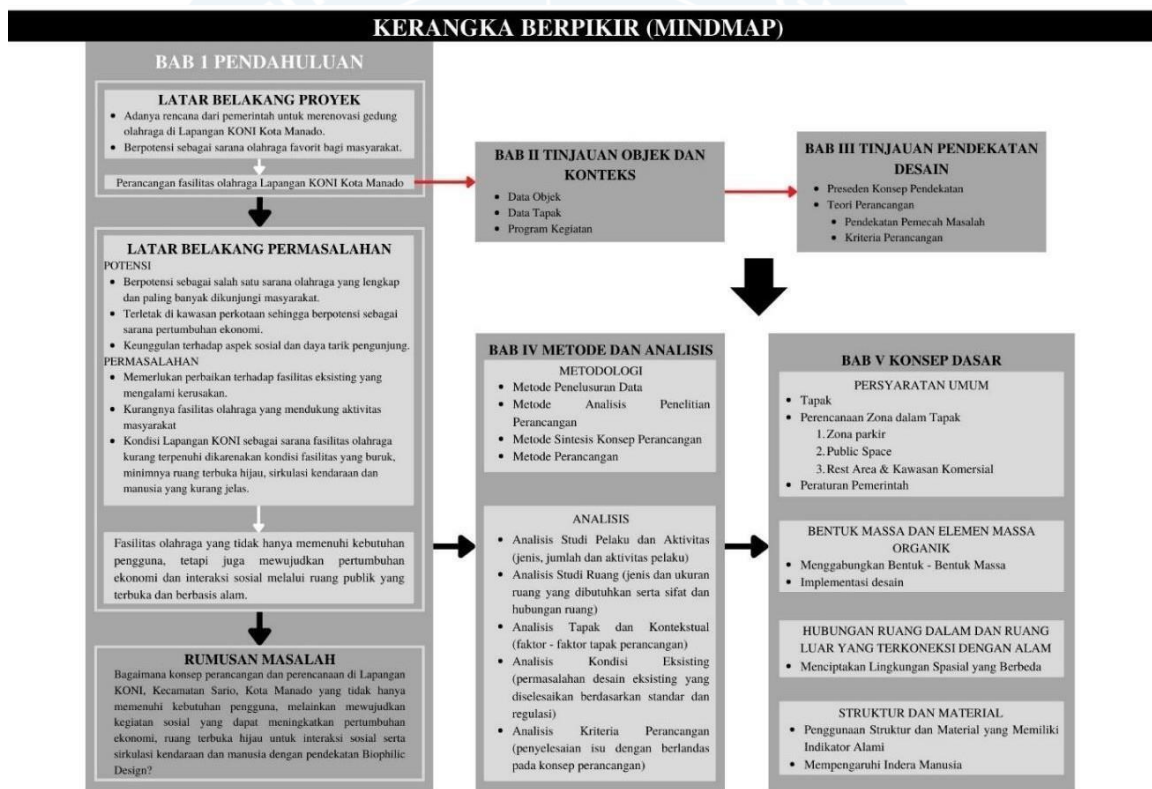 KERANGKA BERPIKIR (MINDMAP)
BAB 1 PENDAHULUAN
LATAR BELAKANG PROYEK
• Adanya rencana dari pemerintah untuk merenovasi gedung
olahraga di Lapangan KONI Kota Manado.
• Berpotensi sebagai sarana olahraga favorit bagi masyarakat.
Perancangan fasilitas olahraga Lapangan KONI Kota Manado
LATAR BELAKANG PERMASALAHAN
POTENSI
• Berpotensi sebagai salah satu sarana olahraga yang lengkap
dan paling banyak dikunjungi masyarakat.
• Terletak di kawasan perkotaan sehingga berpotensi sebagai
sarana pertumbuhan ekonomi.
• Keunggulan terhadap aspek sosial dan daya tarik pengunjung.
PERMASALAHAN
• Memerlukan perbaikan terhadap fasilitas eksisting yang
mengalami kerusakan.
• Kurangnya fasilitas olahraga yang mendukung aktivitas
masyarakat
• Kondisi Lapangan KONI sebagai sarana fasilitas olahraga
kurang terpenuhi dikarenakan kondisi fasilitas yang buruk,
minimnya ruang terbuka hijau, sirkulasi kendaraan dan
manusia yang kurang jelas.
Fasilitas olahraga yang tidak hanya memenuhi kebutuhan
pengguna, tetapi juga mewujudkan pertumbuhan
ekonomi dan interaksi sosial melalui ruang publik yang
terbuka dan berbasis alam.
RUMUSAN MASALAH
Bagaimana konsep perancangan dan perencanaan di Lapangan
KONI, Kecamatan Sario, Kota Manado yang tidak hanya
memenuhi kebutuhan pengguna, melainkan mewujudkan
kegiatan sosial yang dapat meningkatkan pertumbuhan
ekonomi, ruang terbuka hijau untuk interaksi sosial serta
sirkulasi kendaraan dan manusia dengan pendekatan Biophilic
Design?
BAB II TINJAUAN OBJEK DAN
KONTEKS
• Data Objek
• Data Tapak
• Program Kegiatan
BAB III TINJAUAN PENDEKATAN
DESAIN
• Preseden Konsep Pendekatan
• Teori Perancangan
• Pendekatan Pemecah Masalah
• Kriteria Perancangan
BAB IV METODE DAN ANALISIS
METODOLOGI
• Metode Penelusuran Data
• Metode Analisis Penelitian
Perancangan
• Metode Sintesis Konsep Perancangan
• Metode Perancangan
ANALISIS
• Analisis Studi Pelaku dan Aktivitas
(jenis, jumlah dan aktivitas pelaku)
• Analisis Studi Ruang (jenis dan ukuran
ruang yang dibutuhkan serta sifat dan
hubungan ruang)
• Analisis Tapak dan Kontekstual
(faktor - faktor tapak perancangan)
• Analisis Kondisi Eksisting
(permasalahan desain eksisting yang
diselesaikan berdasarkan standar dan
regulasi)
• Analisis Kriteria Perancangan
(penyelesaian isu dengan berlandas
pada konsep perancangan)
BAB V KONSEP DASAR
PERSYARATAN UMUM
• Tapak
• Perencanaan Zona dalam Tapak
1. Zona parkir
2. Public Space
3. Rest Area & Kawasan Komersial
• Peraturan Pemerintah
BENTUK MASSA DAN ELEMEN MASSA
ORGANIK
• Menggabungkan Bentuk - Bentuk Massa
• Implementasi desain
HUBUNGAN RUANG DALAM DAN RUANG
LUAR YANG TERKONEKSI DENGAN ALAM
• Menciptakan Lingkungan Spasial yang Berbeda
STRUKTUR DAN MATERIAL
• Penggunaan Struktur dan Material yang Memiliki
Indikator Alami
• Mempengaruhi Indera Manusia